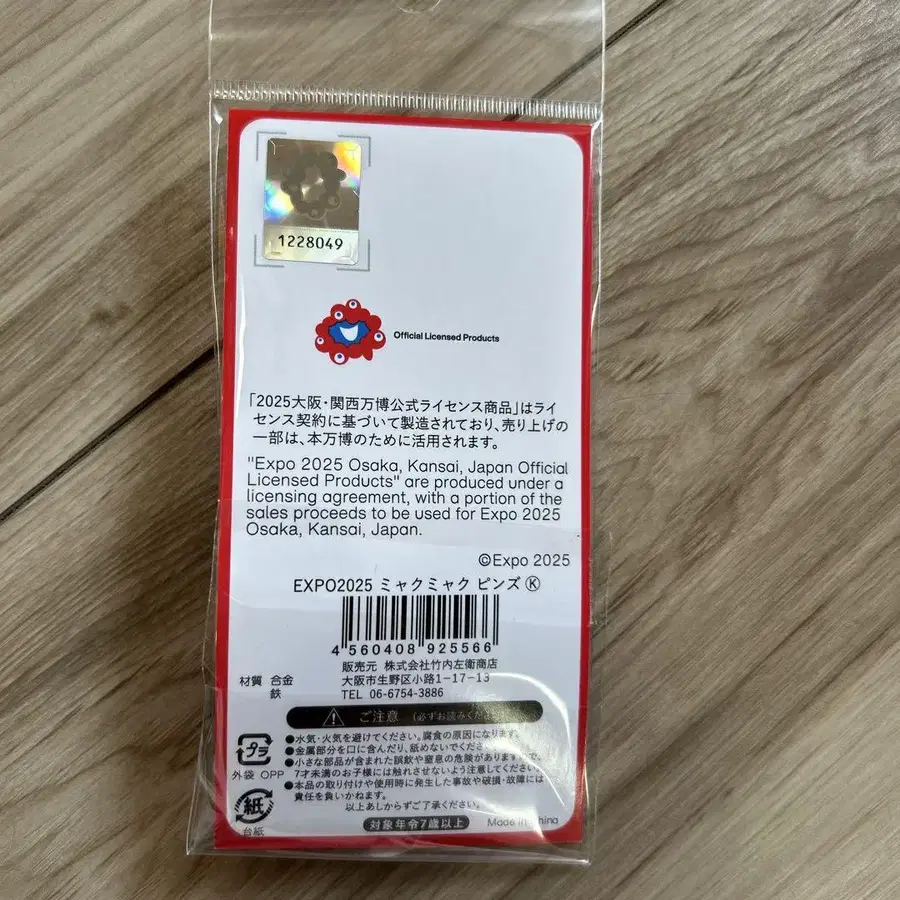 1228049
Official Licensed Products
「2025大阪・関西万博公式ライセンス商品」はライ
センス契約に基づいて製造されており、売り上げの
一部は、本万博のために活用されます。
"Expo 2025 Osaka, Kansai, Japan Official
Licensed Products" are produced under a
licensing agreement, with a portion of the
sales proceeds to be used for Expo 2025
Osaka, Kansai, Japan.
©Expo 2025
EXPO2025 ミャクミャク ピンズ Ⓚ
4 560408 925566
販売元 株式会社竹内左衛商店
大阪市生野区小路1-17-13
TEL 06-6754-3886
材質 合金
鉄
ご注意 (必ずお読みください)
●水気・火気を避けてください。腐食の原因になります。
●金属部分を口に含んだり、舐めないでください。
●小さな部品が含まれた誤飲や窒息の危険がありますので、
7才未満のお子様には触れさせないよう注意してください。
●本品の取り付けや使用時に発生した事故や破損・故障には
責任を負いかねます。
以上あしからずご了承ください。
プラ
外袋 OPP
紙
台紙
対象年令7歳以上
Made in China